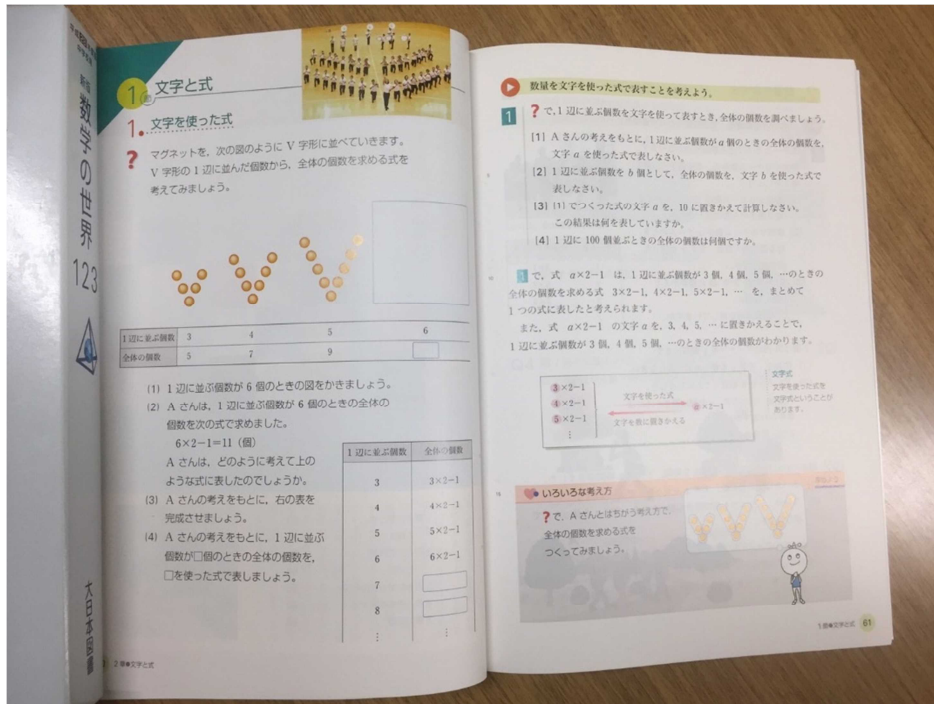 新版 数学の世界 123
大日本図書
1 文字と式
1. 文字を使った式
? マグネットを，次の図のように V 字形に並べていきます。
V 字形の 1 辺に並んだ個数から，全体の個数を求める式を
考えてみましょう。
1 辺に並ぶ個数 3 4 5 6
全体の個数 5 7 9
(1) 1 辺に並ぶ個数が 6 個のときの図をかきましょう。
(2) A さんは，1 辺に並ぶ個数が 6 個のときの全体の
個数を次の式で求めました。
6×2−1＝11（個）
A さんは，どのように考えて上の
ような式に表したのでしょうか。
(3) A さんの考えをもとに，右の表を
完成させましょう。
(4) A さんの考えをもとに，1 辺に並ぶ
個数が□個のときの全体の個数を，
□を使った式で表しましょう。
1 辺に並ぶ個数 全体の個数
3 3×2−1
4 4×2−1
5 5×2−1
6 6×2−1
7
8
⋮ ⋮
文字と式
数量を文字を使った式で表すことを考えよう。
1 ? で，1 辺に並ぶ個数を文字を使って表すとき，全体の個数を調べましょう。
[1] A さんの考えをもとに，1 辺に並ぶ個数が a 個のときの全体の個数を，
文字 a を使った式で表しなさい。
[2] 1 辺に並ぶ個数を b 個として，全体の個数を，文字 b を使った式で
表しなさい。
[3] [1] でつくった式の文字 a を，10 に置きかえて計算しなさい。
この結果は何を表していますか。
[4] 1 辺に 100 個並ぶときの全体の個数は何個ですか。
1 で，式 a×2−1 は，1 辺に並ぶ個数が 3 個，4 個，5 個，…のときの
全体の個数を求める式 3×2−1，4×2−1，5×2−1，… を，まとめて
1 つの式に表したと考えられます。
また，式 a×2−1 の文字 a を，3，4，5，… に置きかえることで，
1 辺に並ぶ個数が 3 個，4 個，5 個，…のときの全体の個数がわかります。
3×2−1
4×2−1
5×2−1
⋮
文字を使った式
文字を数に置きかえる
a×2−1
文字式
文字を使った式を
文字式ということが
あります。
いろいろな考え方
? で，A さんとはちがう考え方で，
全体の個数を求める式を
つくってみましょう。
1節●文字と式 61